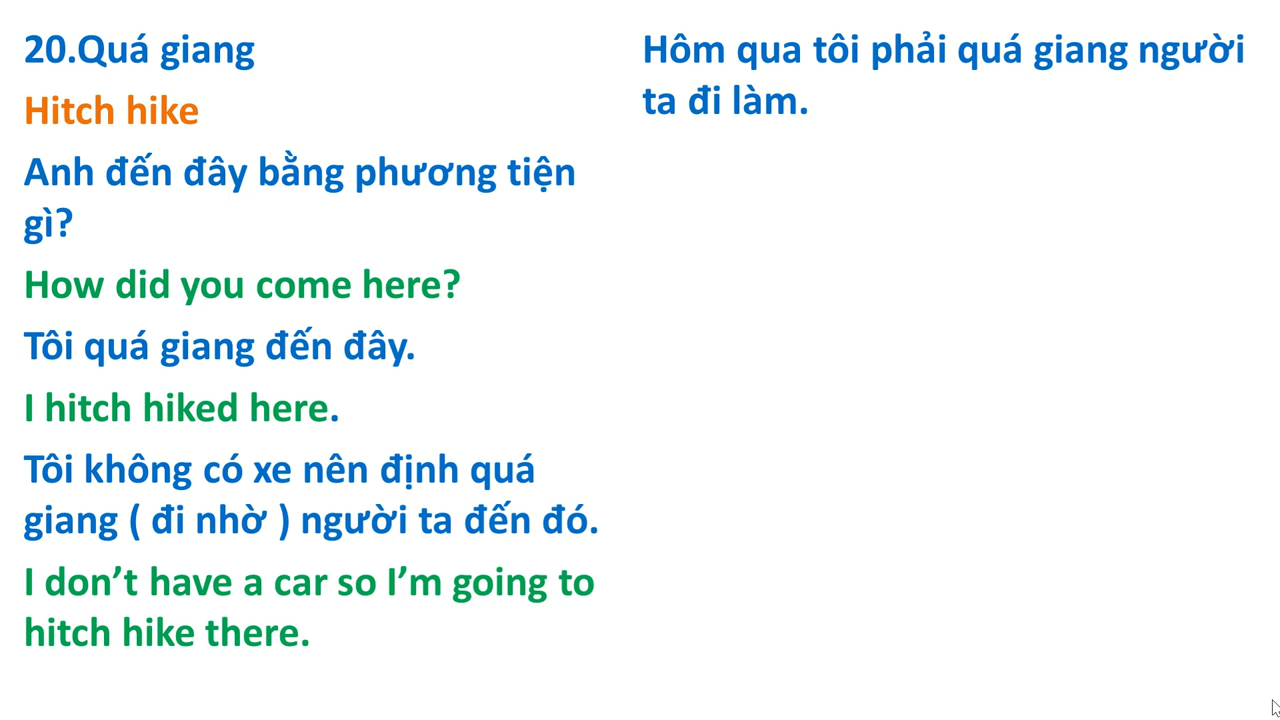 20.Quá giang
Hitch hike
Anh đến đây bằng phương tiện
gì?
How did you come here?
Tôi quá giang đến đây.
I hitch hiked here.
Tôi không có xe nên định quá
giang ( đi nhờ ) người ta đến đó.
I don’t have a car so I’m going to
hitch hike there.
Hôm qua tôi phải quá giang người
ta đi làm.